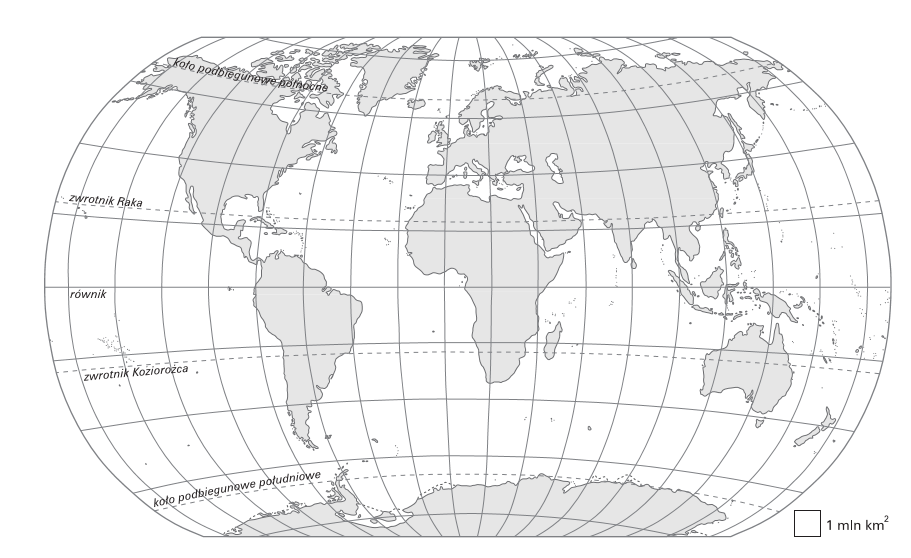 koło podbiegunowe północne
zwrotnik Raka
równik
zwrotnik Koziorożca
koło podbiegunowe południowe
1 mln km²